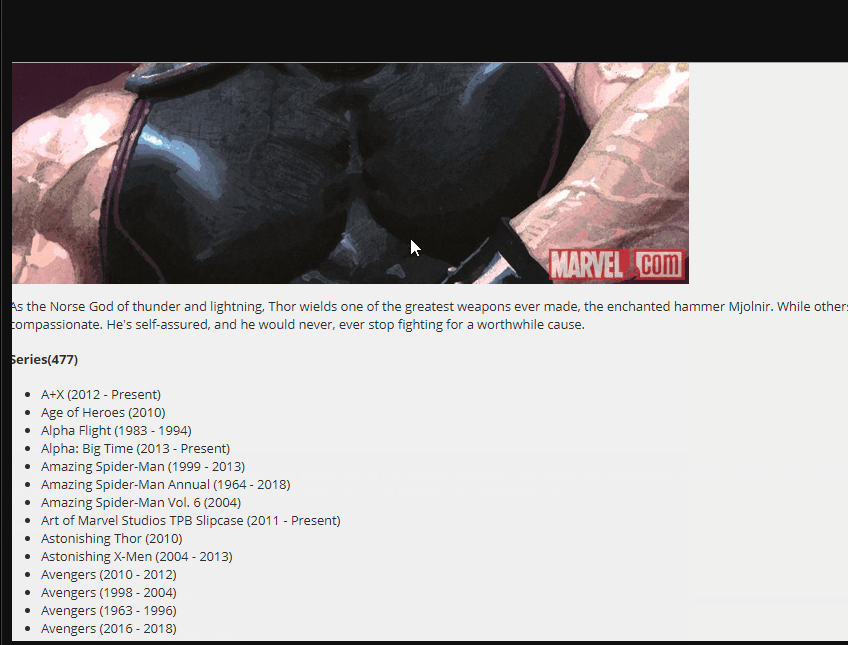 MARVEL com
As the Norse God of thunder and lightning, Thor wields one of the greatest weapons ever made, the enchanted hammer Mjolnir. While others
compassionate. He's self-assured, and he would never, ever stop fighting for a worthwhile cause.
Series(477)
A+X (2012 - Present)
Age of Heroes (2010)
Alpha Flight (1983 - 1994)
Alpha: Big Time (2013 - Present)
Amazing Spider-Man (1999 - 2013)
Amazing Spider-Man Annual (1964 - 2018)
Amazing Spider-Man Vol. 6 (2004)
Art of Marvel Studios TPB Slipcase (2011 - Present)
Astonishing Thor (2010)
Astonishing X-Men (2004 - 2013)
Avengers (2010 - 2012)
Avengers (1998 - 2004)
Avengers (1963 - 1996)
Avengers (2016 - 2018)